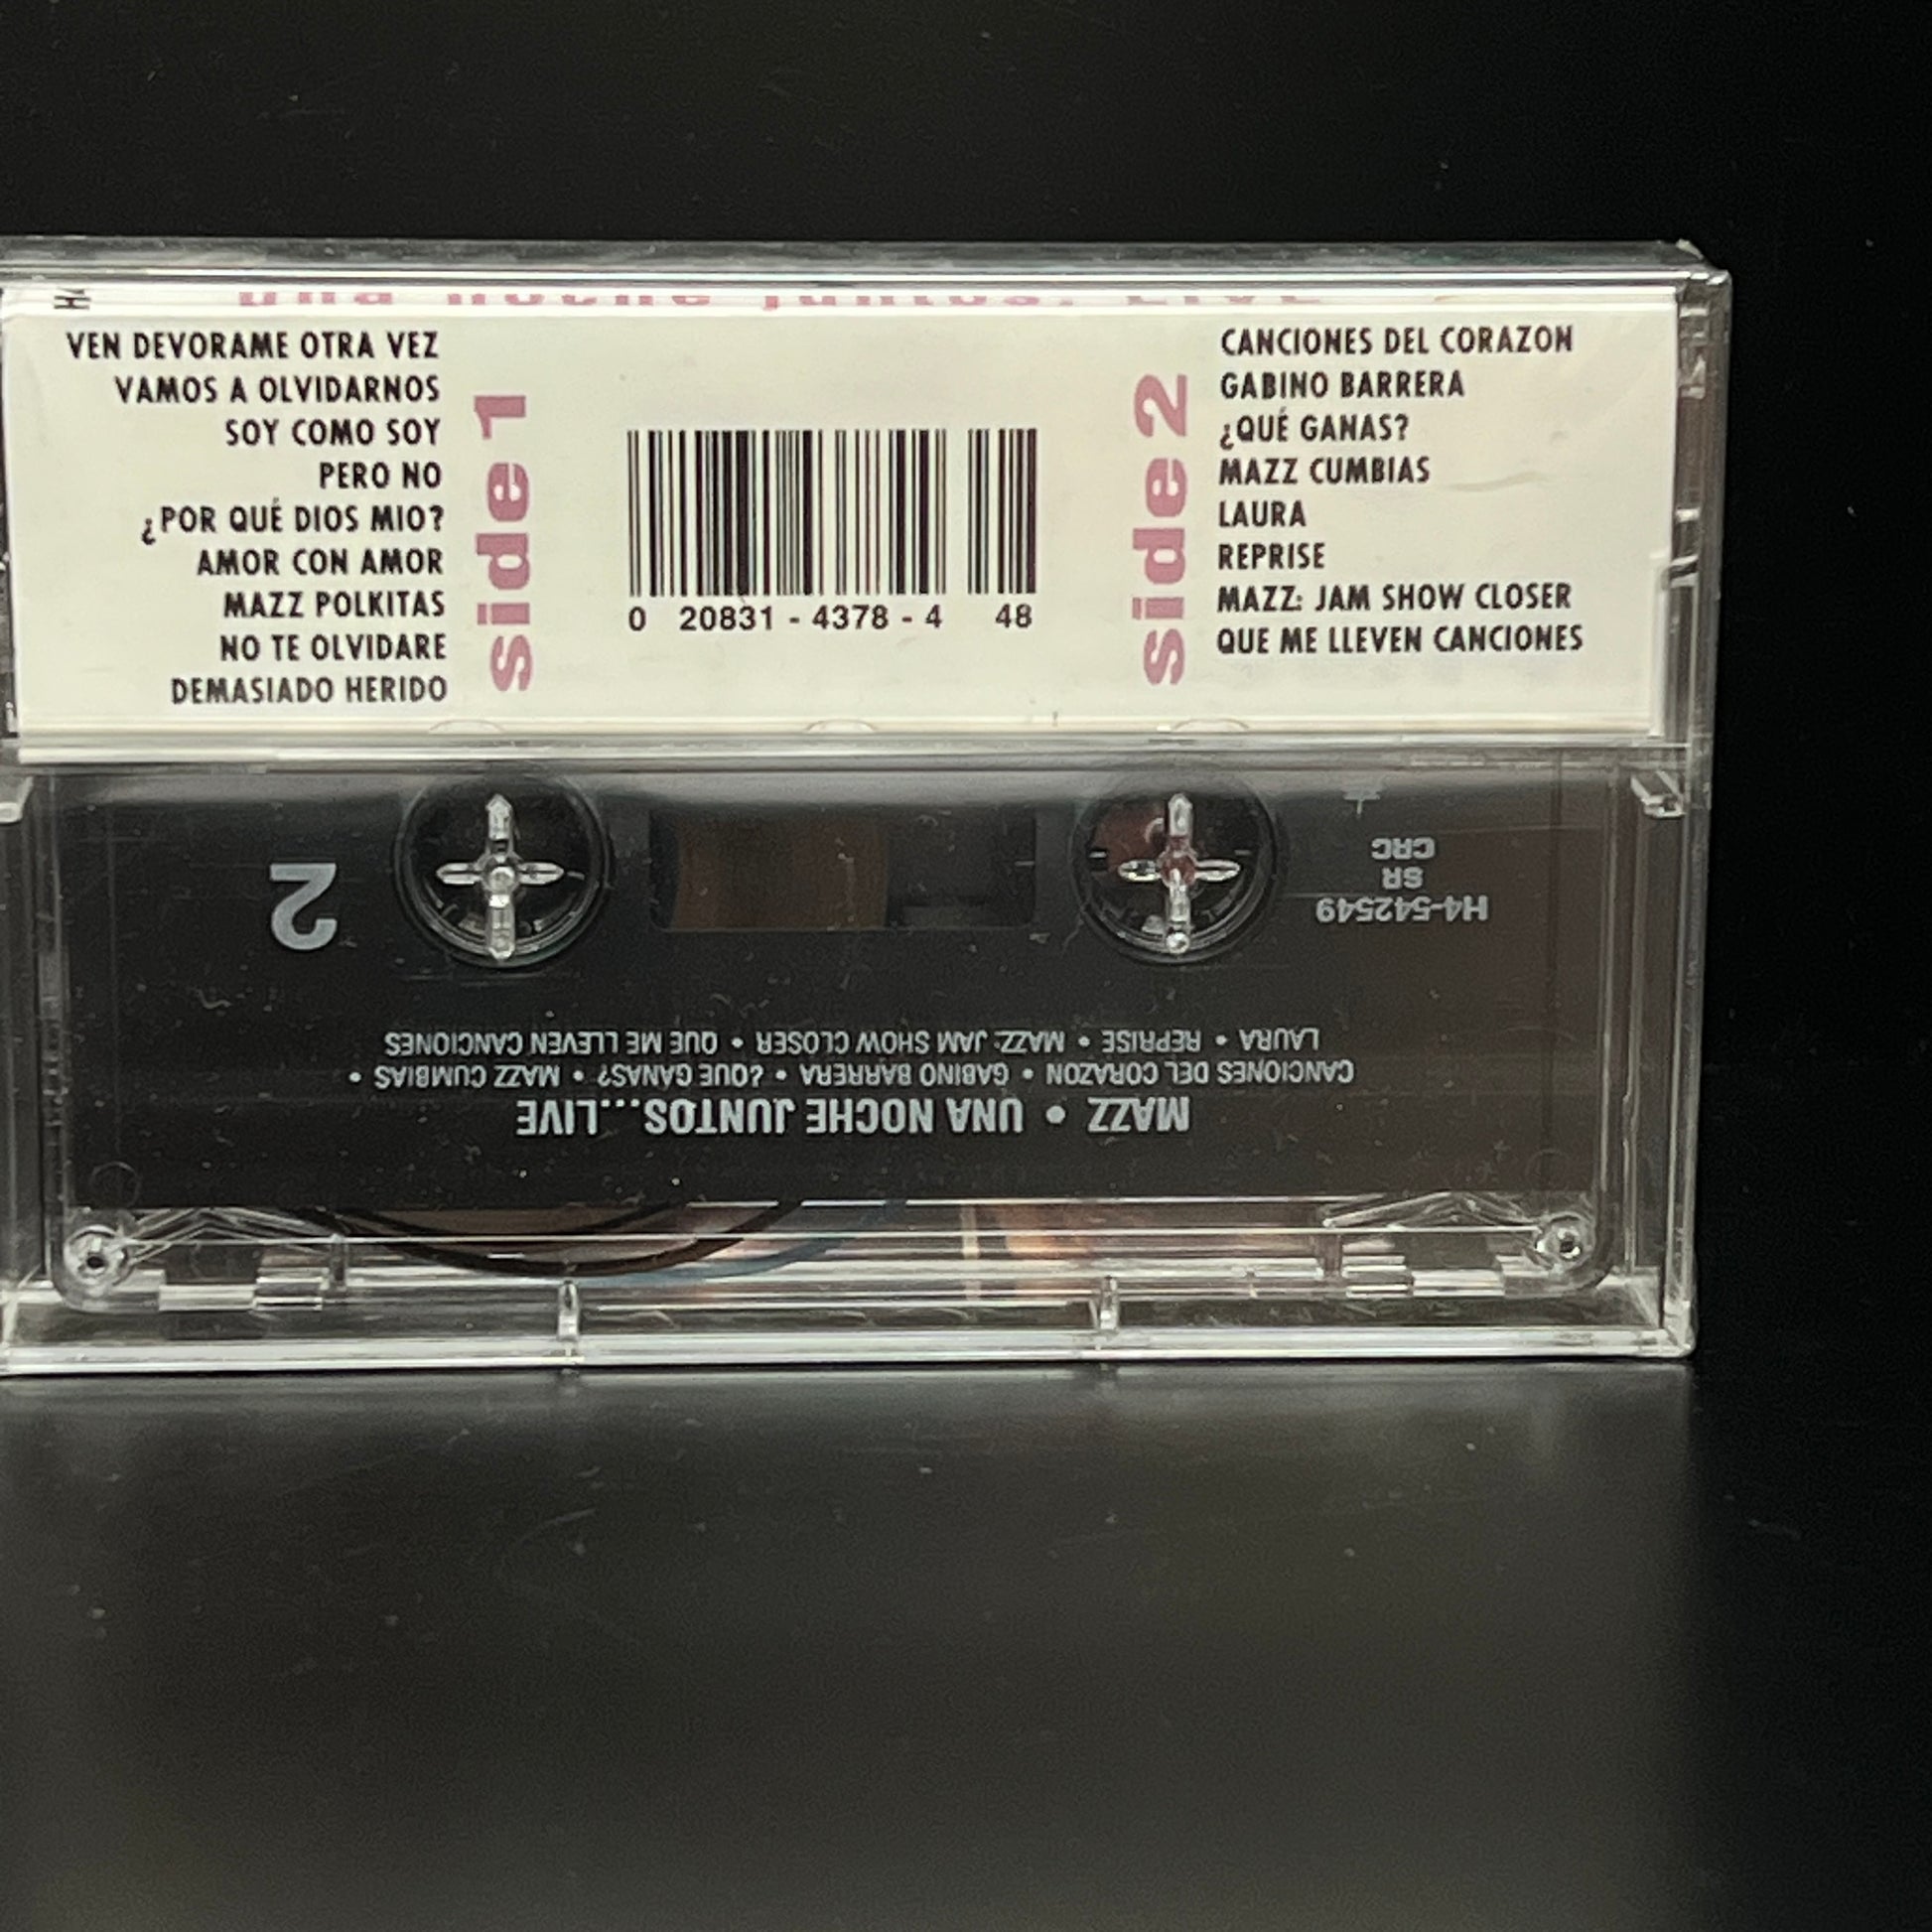 una noche juntos. LIVE
VEN DEVORAME OTRA VEZ
VAMOS A OLVIDARNOS
SOY COMO SOY
PERO NO
¿POR QUÉ DIOS MIO?
AMOR CON AMOR
MAZZ POLKITAS
NO TE OLVIDARE
DEMASIADO HERIDO
side 1
0 20831 - 4378 - 4 48
side 2
CANCIONES DEL CORAZON
GABINO BARRERA
¿QUÉ GANAS?
MAZZ CUMBIAS
LAURA
REPRISE
MAZZ: JAM SHOW CLOSER
QUE ME LLEVEN CANCIONES
MAZZ • UNA NOCHE JUNTOS...LIVE
CANCIONES DEL CORAZON • GABINO BARRERA • ¿QUE GANAS? • MAZZ CUMBIAS •
LAURA • REPRISE • MAZZ: JAM SHOW CLOSER • QUE ME LLEVEN CANCIONES
H4-542549
SR
CRC
2